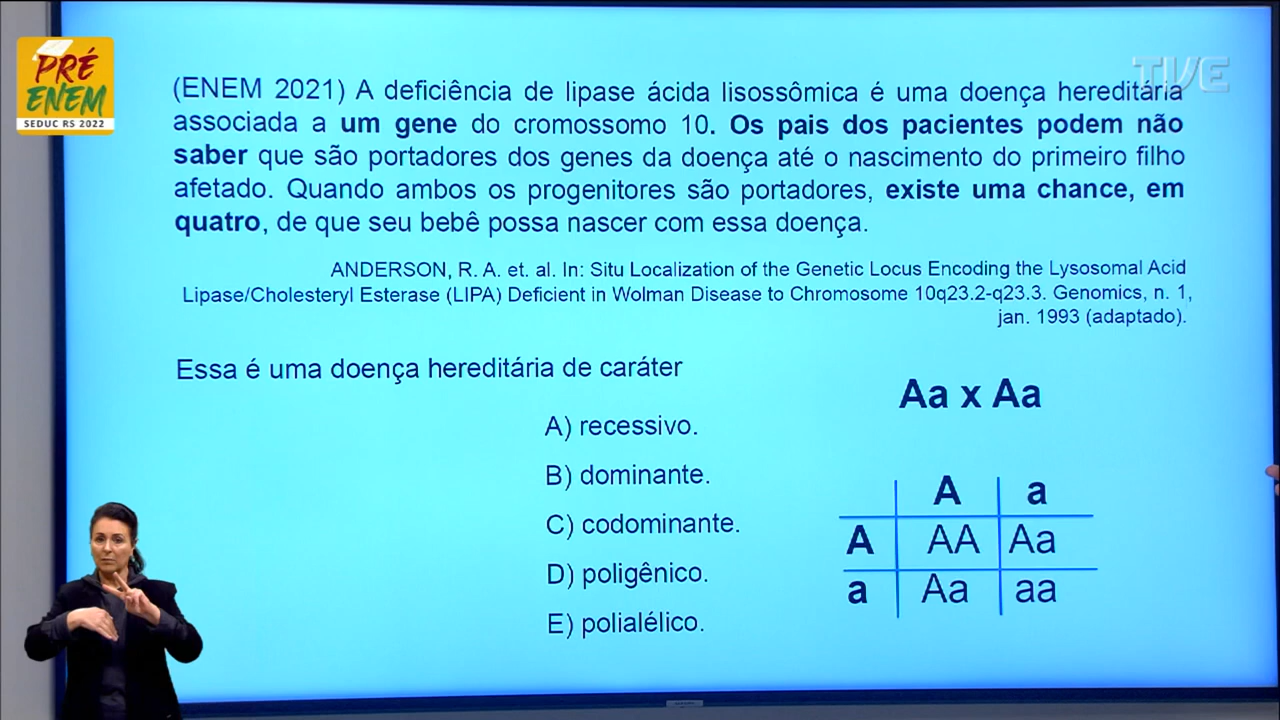 PRÉ
ENEM
SEDUC RS 2022
TVE
(ENEM 2021) A deficiência de lipase ácida lisossômica é uma doença hereditária
associada a um gene do cromossomo 10. Os pais dos pacientes podem não
saber que são portadores dos genes da doença até o nascimento do primeiro filho
afetado. Quando ambos os progenitores são portadores, existe uma chance, em
quatro, de que seu bebê possa nascer com essa doença.
ANDERSON, R. A. et. al. In: Situ Localization of the Genetic Locus Encoding the Lysosomal Acid
Lipase/Cholesteryl Esterase (LIPA) Deficient in Wolman Disease to Chromosome 10q23.2-q23.3. Genomics, n. 1,
jan. 1993 (adaptado).
Essa é uma doença hereditária de caráter
A) recessivo.
B) dominante.
C) codominante.
D) poligênico.
E) polialélico.
Aa x Aa
A a
A AA Aa
a Aa aa